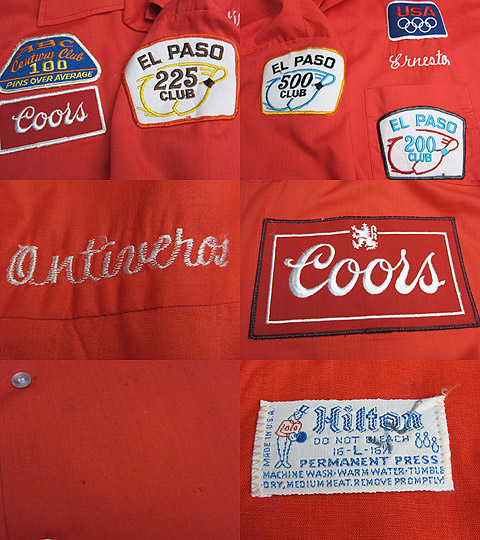 ABC
Century Club
100
PINS OVER AVERAGE
Coors
EL PASO
225
CLUB
EL PASO
500
CLUB
USA
Ernesto
EL PASO
200
CLUB
Ontiveros
Coors
MADE IN U.S.A.
Hilton
DO NOT BLEACH
16-L-16½
PERMANENT PRESS
MACHINE WASH·WARM WATER·TUMBLE
DRY, MEDIUM HEAT. REMOVE PROMPTLY.